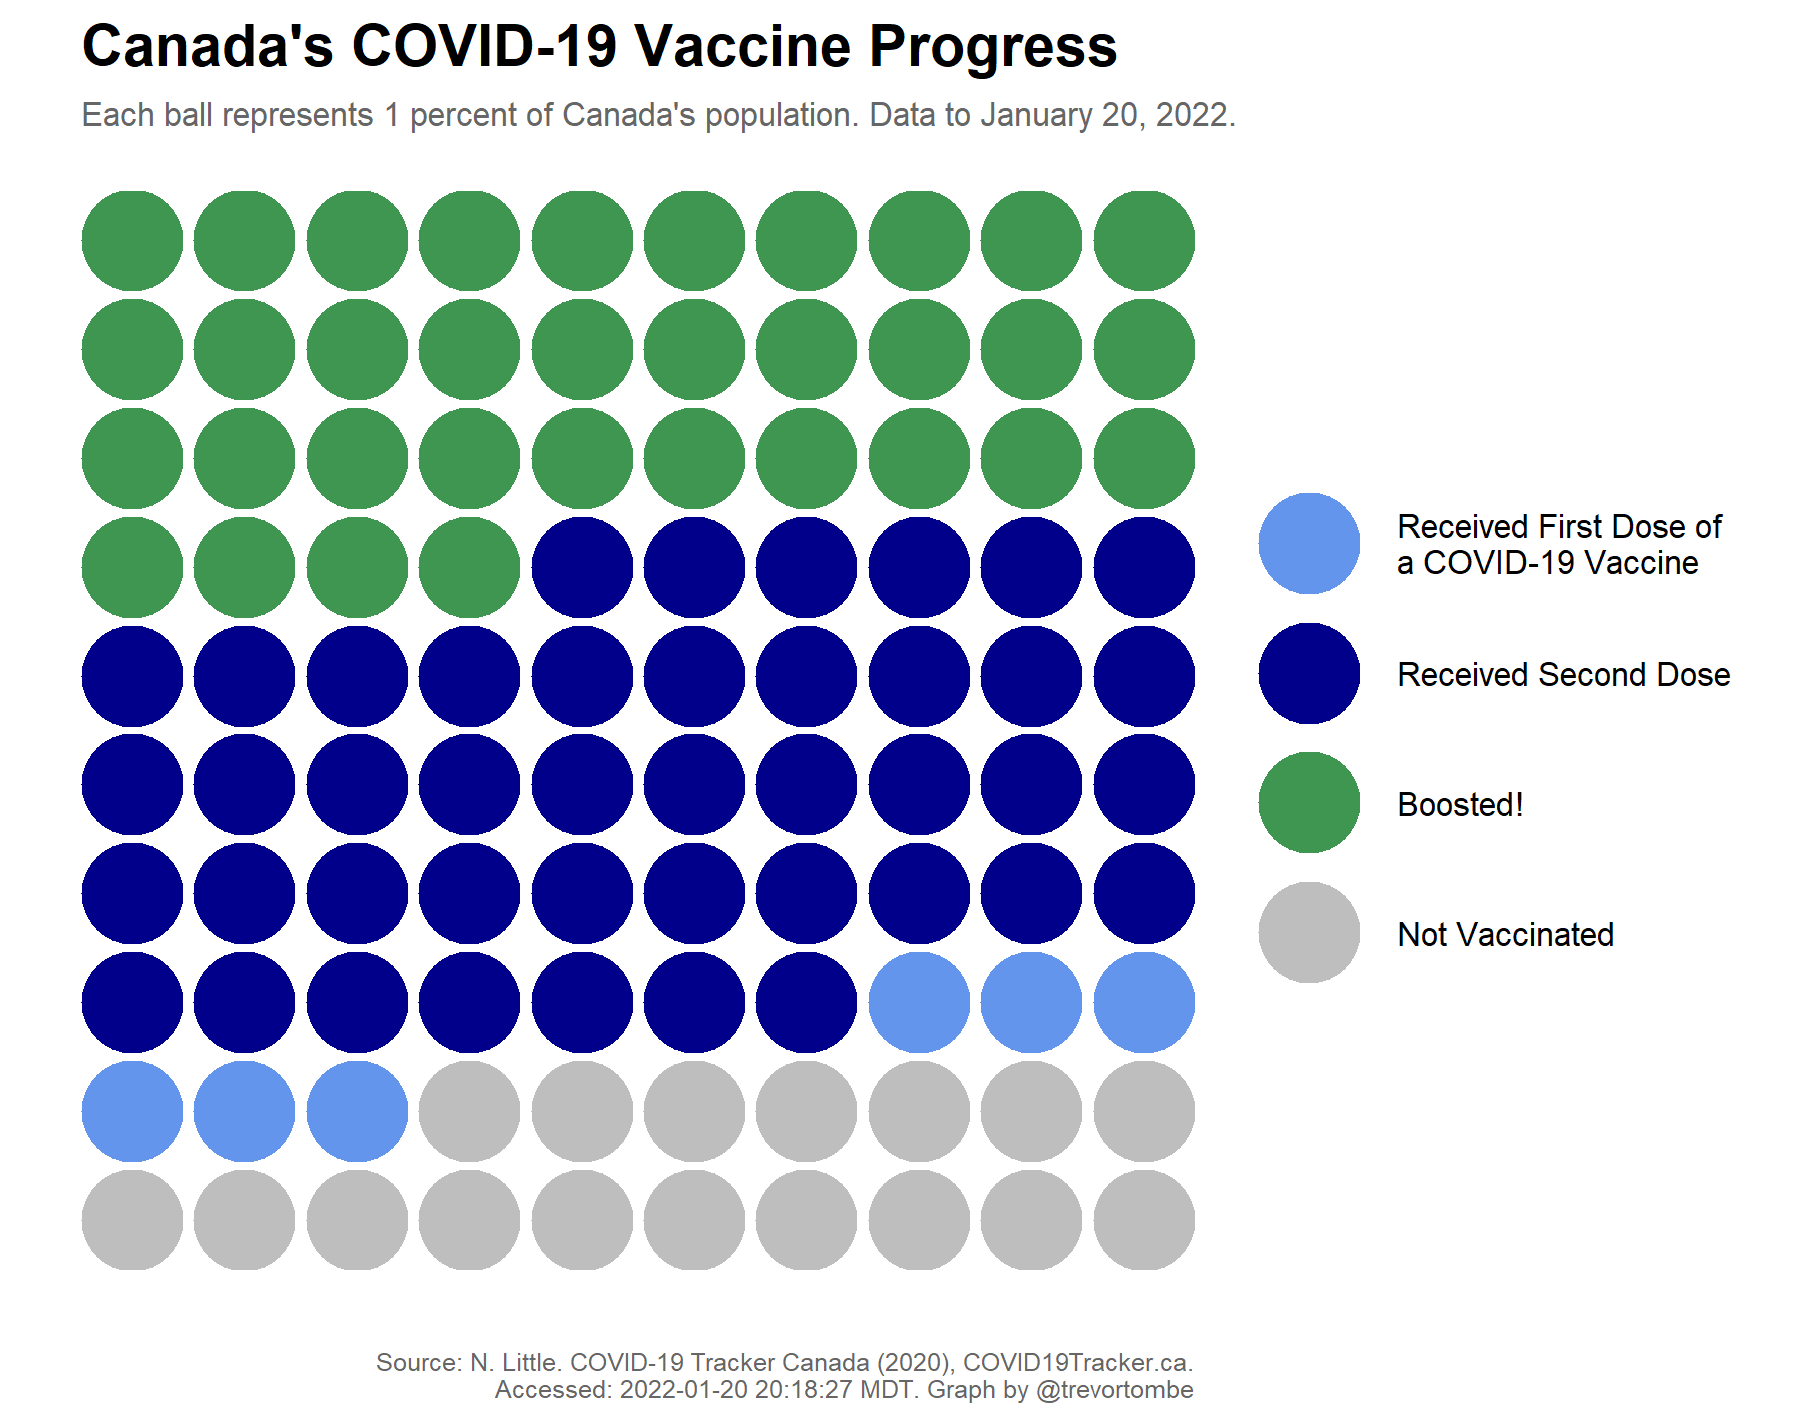 Canada's COVID-19 Vaccine Progress
Each ball represents 1 percent of Canada's population. Data to January 20, 2022.
Received First Dose of
a COVID-19 Vaccine
Received Second Dose
Boosted!
Not Vaccinated
Source: N. Little. COVID-19 Tracker Canada (2020), COVID19Tracker.ca.
Accessed: 2022-01-20 20:18:27 MDT. Graph by @trevortombe